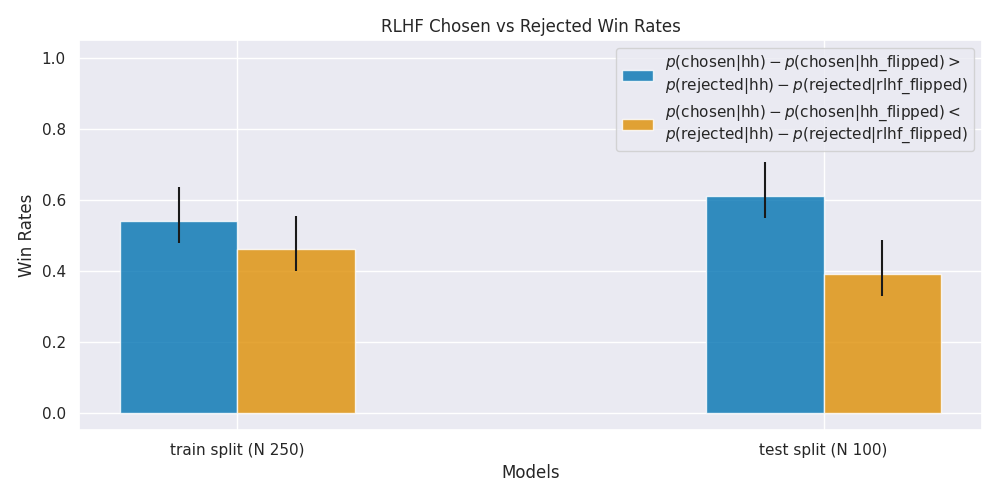 RLHF Chosen vs Rejected Win Rates
1.0
0.8
0.6
0.4
0.2
0.0
Win Rates
p(chosen|hh) − p(chosen|hh_flipped) >
p(rejected|hh) − p(rejected|rlhf_flipped)
p(chosen|hh) − p(chosen|hh_flipped) <
p(rejected|hh) − p(rejected|rlhf_flipped)
train split (N 250)
test split (N 100)
Models